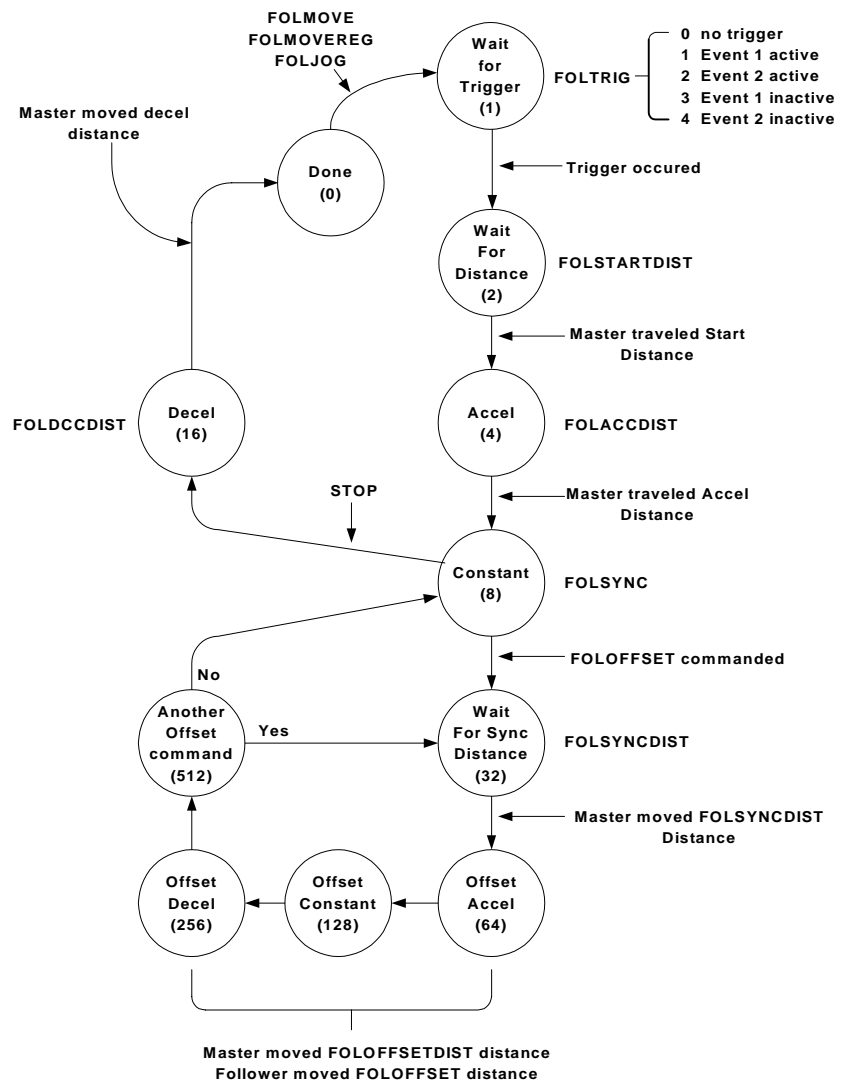 FOLMOVE
FOLMOVEREG
FOLJOG
Wait
for
Trigger
(1)
FOLTRIG
0 no trigger
1 Event 1 active
2 Event 2 active
3 Event 1 inactive
4 Event 2 inactive
Master moved decel
distance
Done
(0)
Trigger occured
Wait
For
Distance
(2)
FOLSTARTDIST
Master traveled Start
Distance
FOLDCCDIST
Decel
(16)
Accel
(4)
FOLACCDIST
STOP
Master traveled Accel
Distance
Constant
(8)
FOLSYNC
FOLOFFSET commanded
No
Another
Offset
command
(512)
Yes
Wait
For Sync
Distance
(32)
FOLSYNCDIST
Master moved FOLSYNCDIST
Distance
Offset
Decel
(256)
Offset
Constant
(128)
Offset
Accel
(64)
Master moved FOLOFFSETDIST distance
Follower moved FOLOFFSET distance